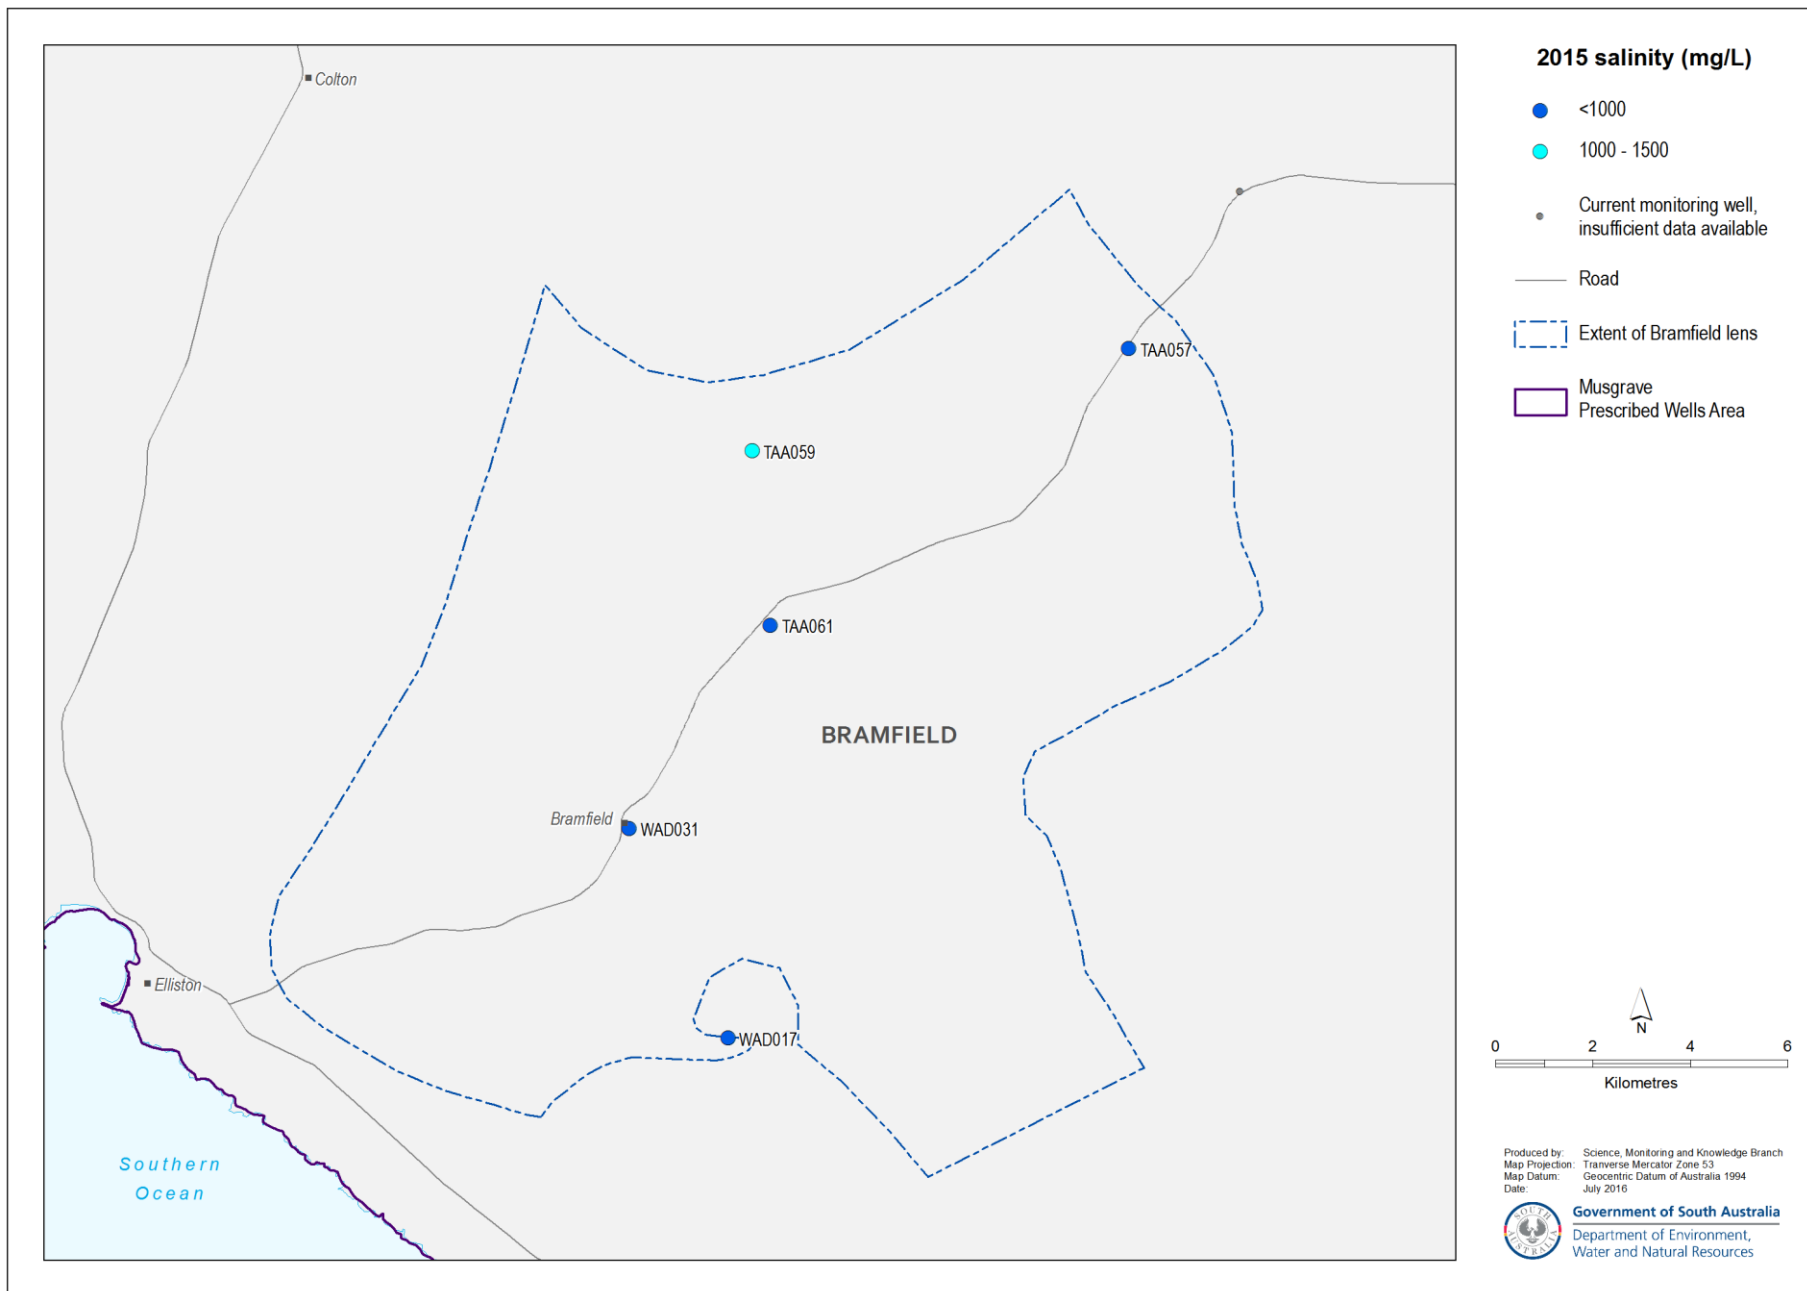 Colton
TAA057
TAA059
TAA061
BRAMFIELD
Bramfield
WAD031
Elliston
WAD017
Southern
Ocean
2015 salinity (mg/L)
<1000
1000 - 1500
Current monitoring well,
insufficient data available
Road
Extent of Bramfield lens
Musgrave
Prescribed Wells Area
N
0 2 4 6
Kilometres
Produced by: Science, Monitoring and Knowledge Branch
Map Projection: Tranverse Mercator Zone 53
Map Datum: Geocentric Datum of Australia 1994
Date: July 2016
SOUTH AUSTRALIA
Government of South Australia
Department of Environment,
Water and Natural Resources